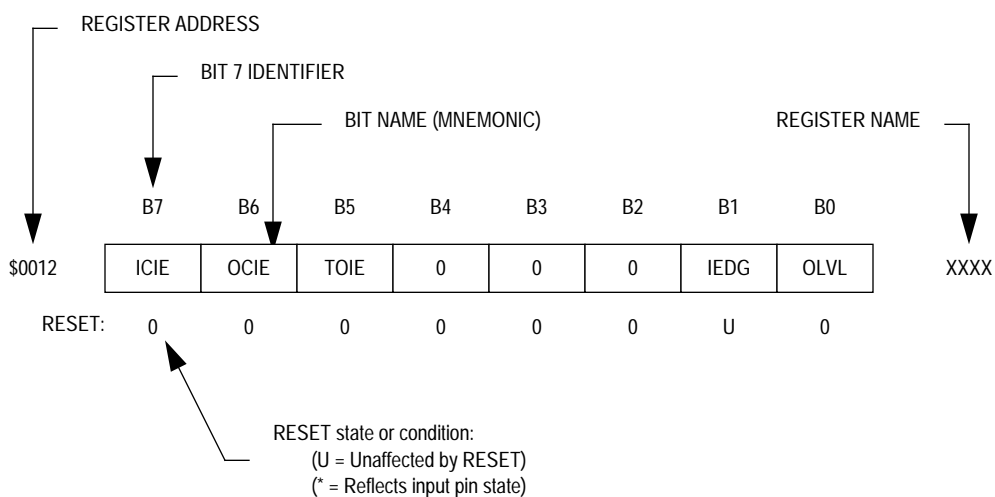 REGISTER ADDRESS
BIT 7 IDENTIFIER
BIT NAME (MNEMONIC) REGISTER NAME
B7 B6 B5 B4 B3 B2 B1 B0
$0012 ICIE OCIE TOIE 0 0 0 IEDG OLVL XXXX
RESET: 0 0 0 0 0 0 U 0
RESET state or condition:
(U = Unaffected by RESET)
(* = Reflects input pin state)